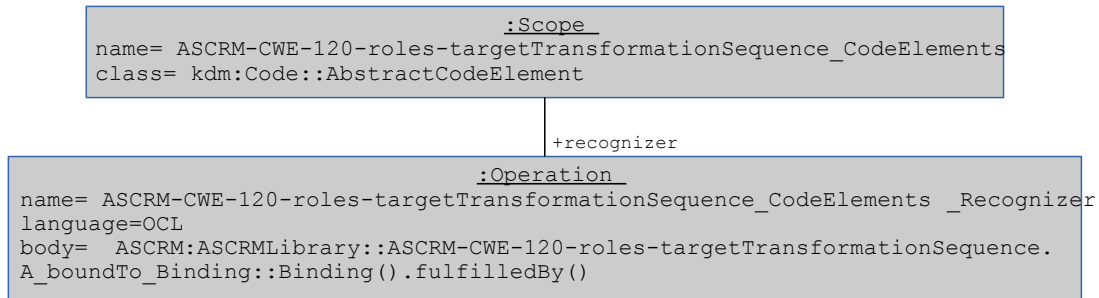 :Scope
name= ASCRM-CWE-120-roles-targetTransformationSequence_CodeElements
class= kdm:Code::AbstractCodeElement
+recognizer
:Operation
name= ASCRM-CWE-120-roles-targetTransformationSequence_CodeElements _Recognizer
language=OCL
body= ASCRM:ASCRMLibrary::ASCRM-CWE-120-roles-targetTransformationSequence.
A_boundTo_Binding::Binding().fulfilledBy()